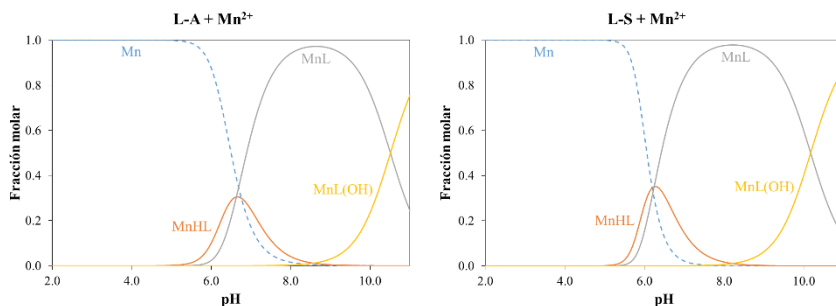 L-A + Mn²⁺
Fracción molar
1.0
0.8
0.6
0.4
0.2
0.0
Mn
MnL
MnHL
MnL(OH)
2.0 4.0 6.0 8.0 10.0
pH
L-S + Mn²⁺
Fracción molar
1.0
0.8
0.6
0.4
0.2
0.0
Mn
MnL
MnHL
MnL(OH)
2.0 4.0 6.0 8.0 10.0
pH